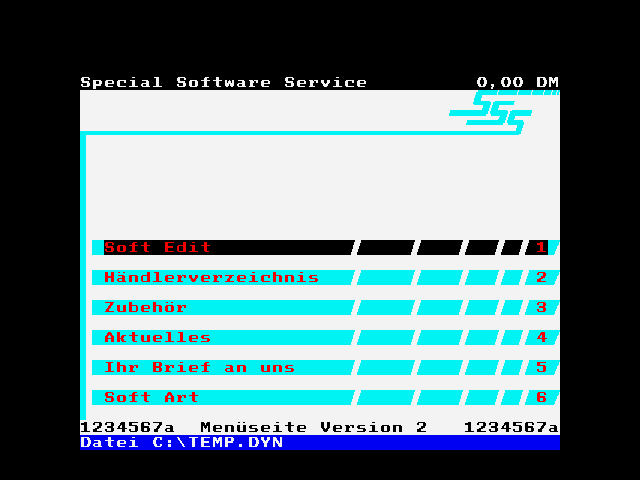 Special Software Service 0,00 DM
SSS
Soft Edit 1
Händlerverzeichnis 2
Zubehör 3
Aktuelles 4
Ihr Brief an uns 5
Soft Art 6
1234567a Menüseite Version 2 1234567a
Datei C:\TEMP.DYN